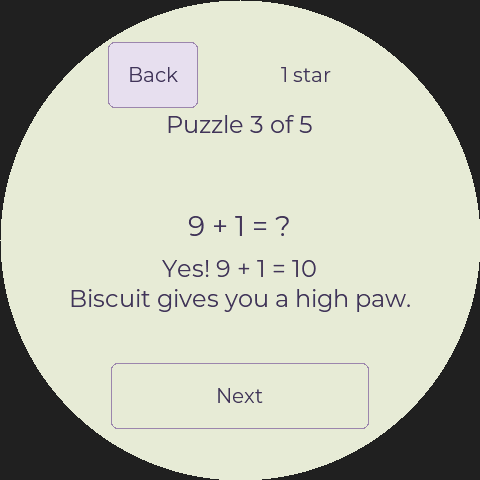 Back
1 star
Puzzle 3 of 5
9 + 1 = ?
Yes! 9 + 1 = 10
Biscuit gives you a high paw.
Next